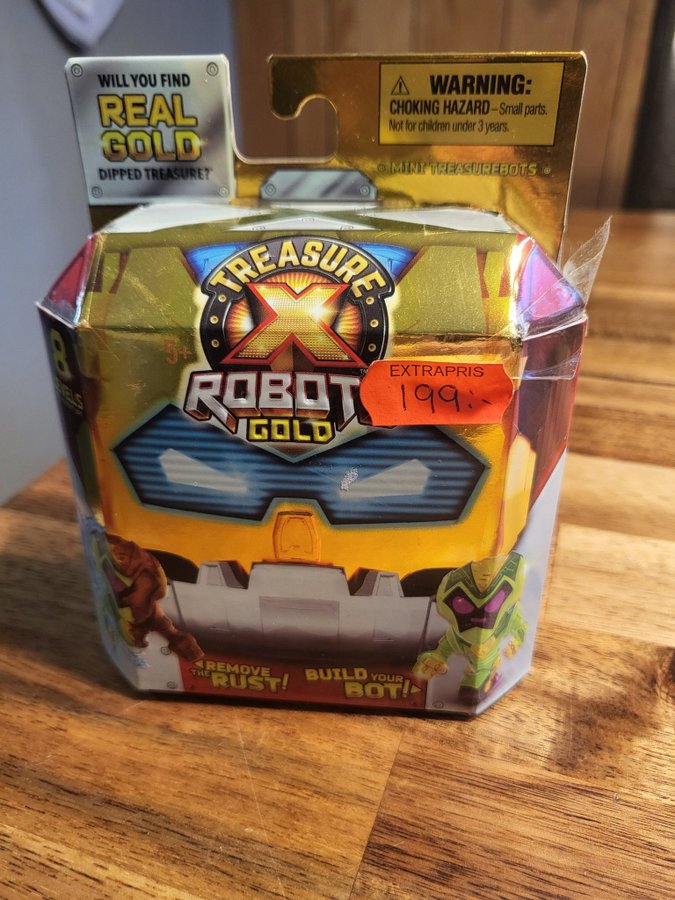 WILL YOU FIND
REAL
GOLD
DIPPED TREASURE?
WARNING:
CHOKING HAZARD – Small parts.
Not for children under 3 years.
MINI TREASUREBOTS
TREASURE
X
ROBOT
GOLD
5+
8
EXTRAPRIS
199:-
REMOVE
THE RUST!
BUILD YOUR
BOT!